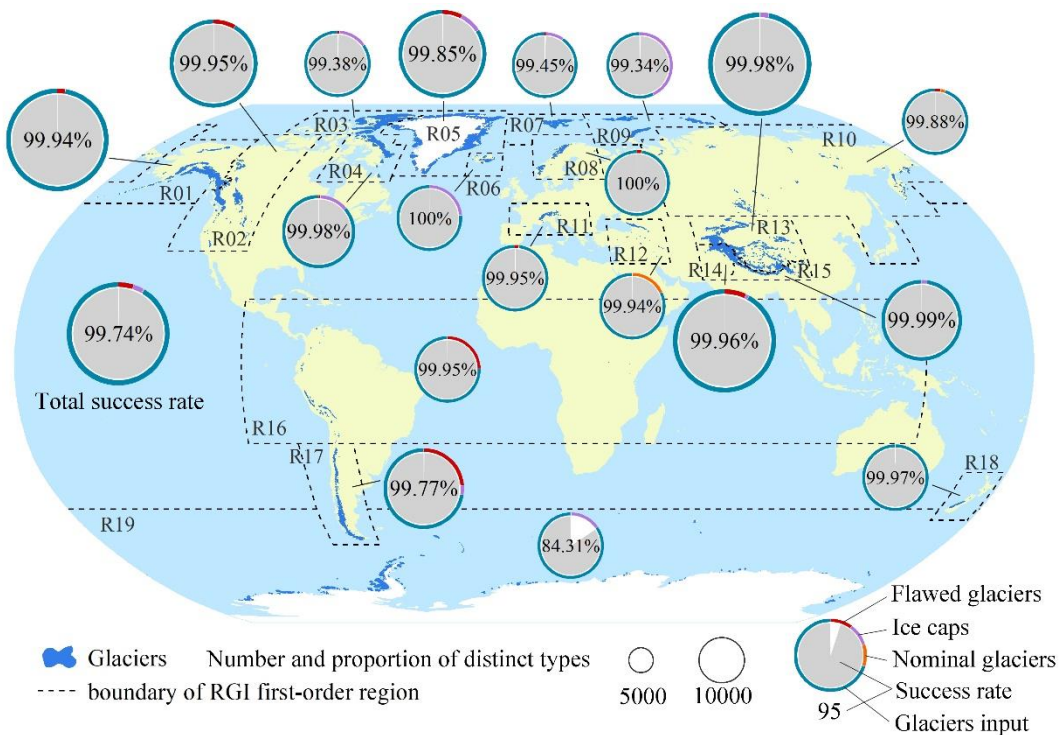 99.95%
99.38%
99.85%
99.45%
99.34%
99.98%
99.94%
99.88%
R03
R05
R07
R09
R10
R01
R04
R06
R08
100%
R02
99.98%
100%
R11
R13
R12
R14
R15
99.95%
99.94%
99.74%
99.96%
99.99%
Total success rate
99.95%
R16
R17
99.77%
99.97%
R18
R19
84.31%
Flawed glaciers
Ice caps
Nominal glaciers
Success rate
95
Glaciers input
Glaciers
Number and proportion of distinct types
5000
10000
boundary of RGI first-order region